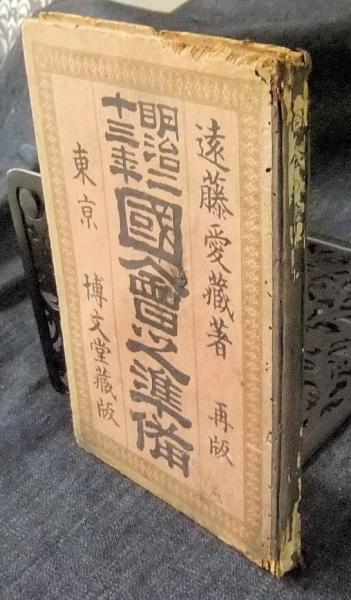 遠藤愛藏著
再版
明治二
十三年
國會之準備
東京
博文堂藏版